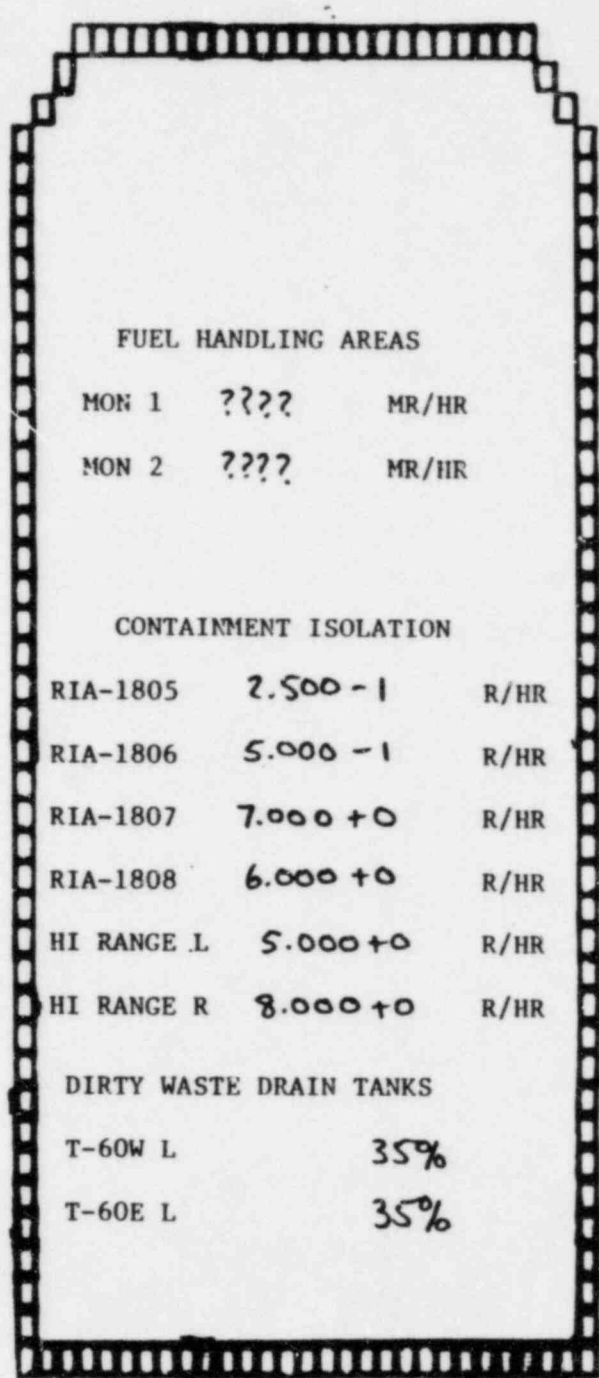 FUEL HANDLING AREAS
MON 1 ???? MR/HR
MON 2 ???? MR/HR
CONTAINMENT ISOLATION
RIA-1805 2.500 -1 R/HR
RIA-1806 5.000 -1 R/HR
RIA-1807 7.000 +0 R/HR
RIA-1808 6.000 +0 R/HR
HI RANGE L 5.000 +0 R/HR
HI RANGE R 8.000 +0 R/HR
DIRTY WASTE DRAIN TANKS
T-60W L 35%
T-60E L 35%